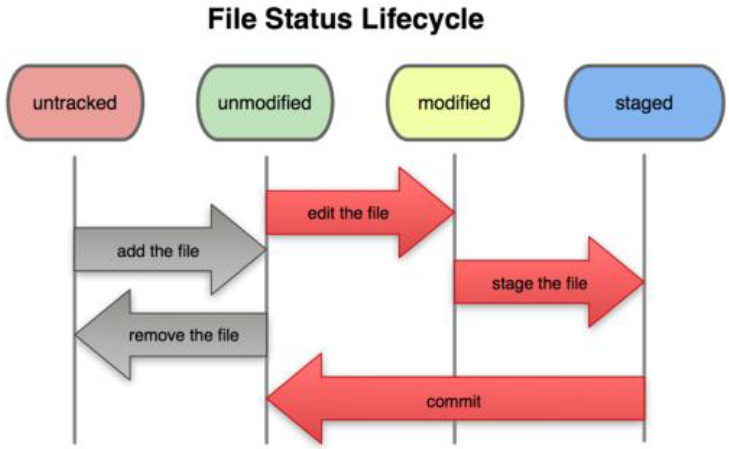 File Status Lifecycle
untracked
unmodified
modified
staged
edit the file
add the file
stage the file
remove the file
commit